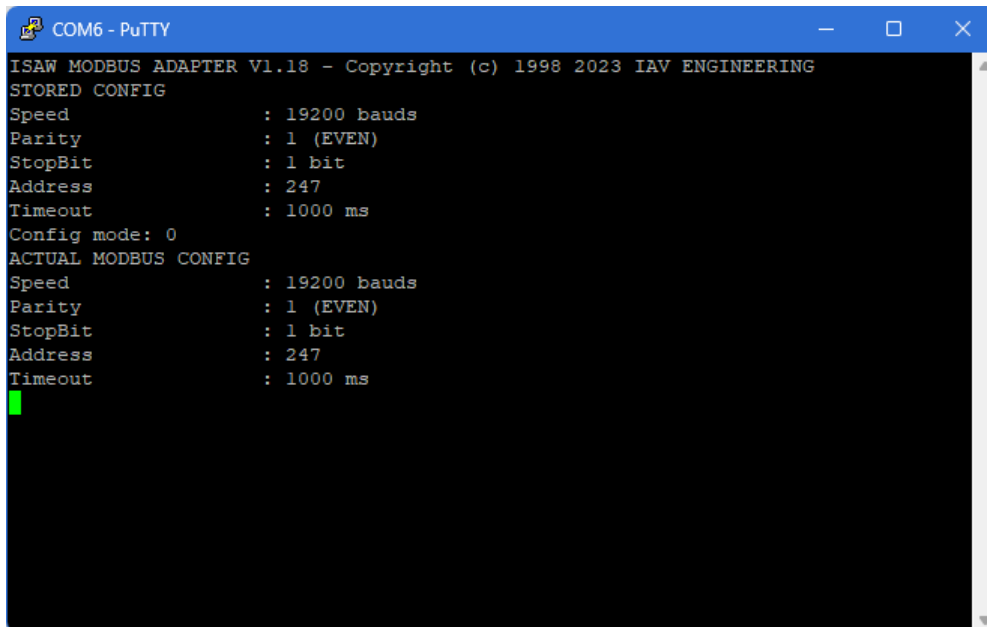 COM6 - PuTTY
ISAW MODBUS ADAPTER V1.18 - Copyright (c) 1998 2023 IAV ENGINEERING
STORED CONFIG
Speed : 19200 bauds
Parity : 1 (EVEN)
StopBit : 1 bit
Address : 247
Timeout : 1000 ms
Config mode: 0
ACTUAL MODBUS CONFIG
Speed : 19200 bauds
Parity : 1 (EVEN)
StopBit : 1 bit
Address : 247
Timeout : 1000 ms